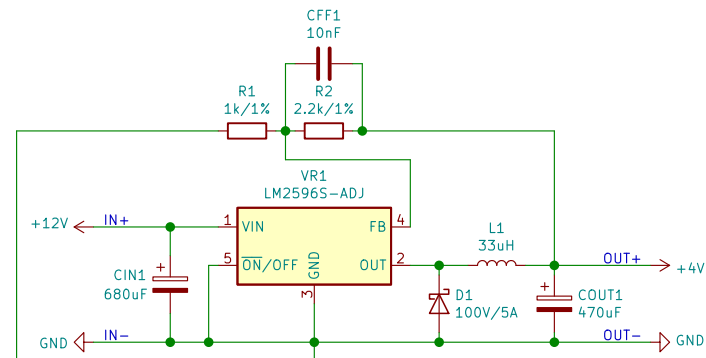 CFF1
10nF
R1
1k/1%
R2
2.2k/1%
VR1
LM2596S-ADJ
+12V
IN+
1
VIN
FB
4
L1
33uH
5
ON/OFF
GND
OUT
2
OUT+
+4V
CIN1
680uF
3
D1
100V/5A
COUT1
470uF
GND
IN-
OUT-
GND
+
+